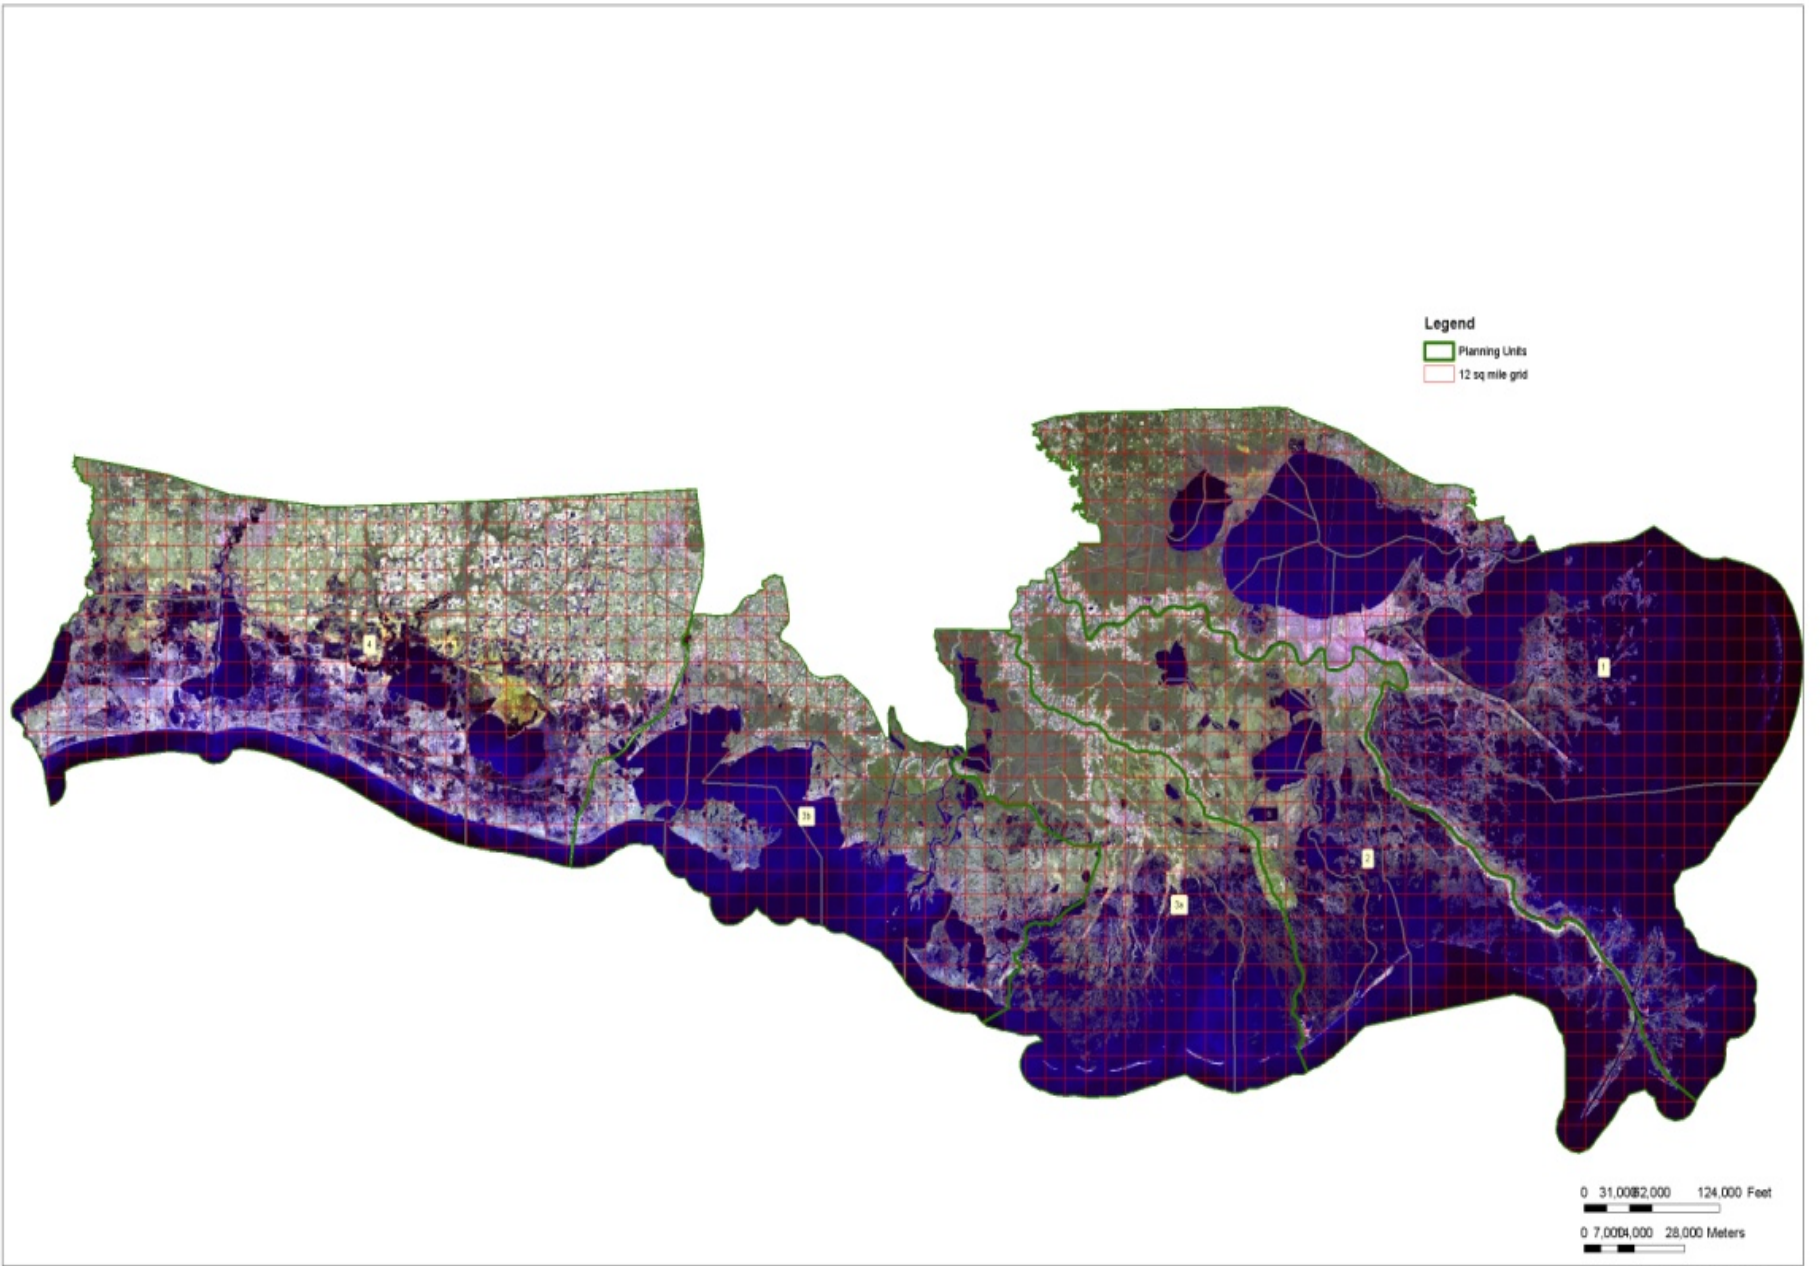 Legend
Planning Units
12 sq mile grid
4
1
3b
2
3a
0 31,000 62,000 124,000 Feet
0 7,000 14,000 28,000 Meters